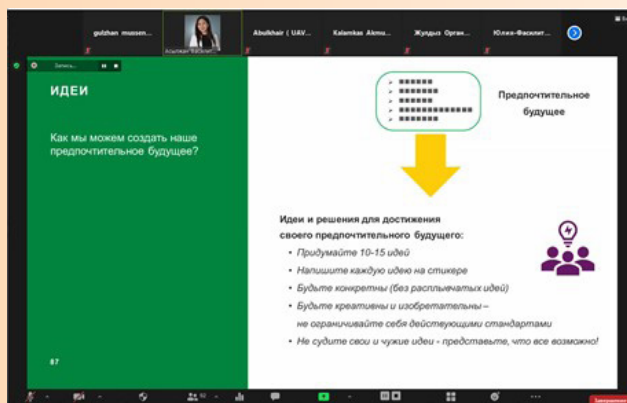 gulzhan mussen...
Асылжан Фасилит...
Abulkhair ( UAV...
Kalamkas Akmu...
Жулдыз Орган...
Юлия-Фасилит...
Запись...
ИДЕИ
Как мы можем создать наше
предпочтительное будущее?
Предпочтительное
будущее
Идеи и решения для достижения
своего предпочтительного будущего:
• Придумайте 10-15 идей
• Напишите каждую идею на стикере
• Будьте конкретны (без расплывчатых идей)
• Будьте креативны и изобретательны –
не ограничивайте себя действующими стандартами
• Не судите свои и чужие идеи - представьте, что все возможно!
67
62